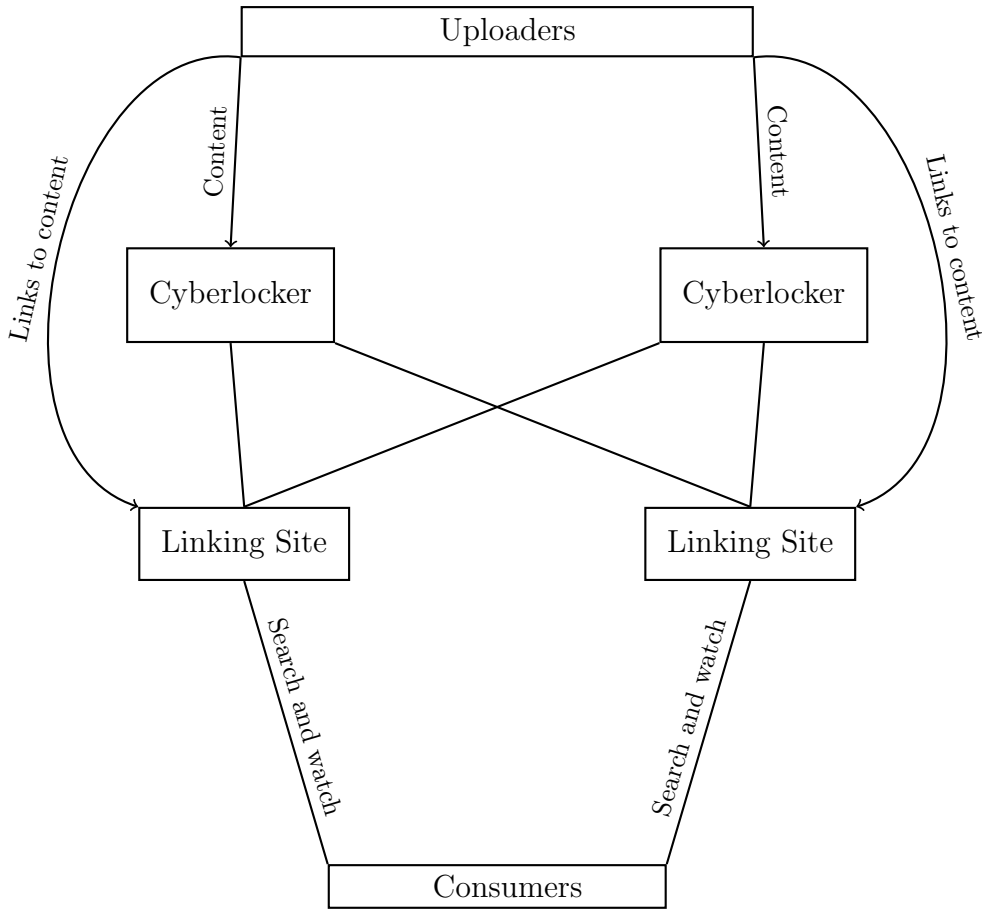 Uploaders
Content
Content
Links to content
Links to content
Cyberlocker
Cyberlocker
Linking Site
Linking Site
Search and watch
Search and watch
Consumers